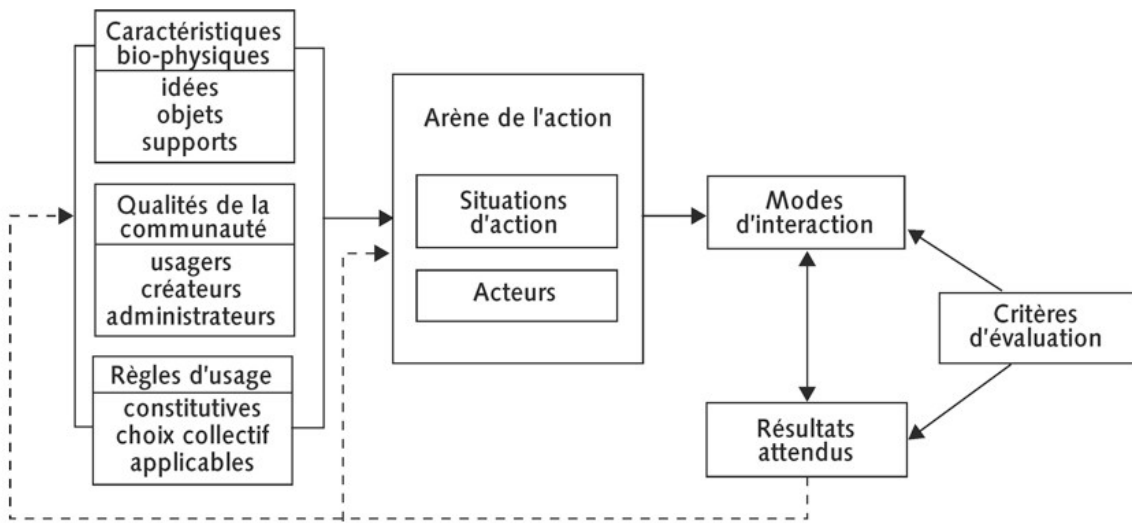 Caractéristiques
bio-physiques
idées
objets
supports
Qualités de la
communauté
usagers
créateurs
administrateurs
Règles d'usage
constitutives
choix collectif
applicables
Arène de l'action
Situations
d'action
Acteurs
Modes
d'interaction
Critères
d'évaluation
Résultats
attendus